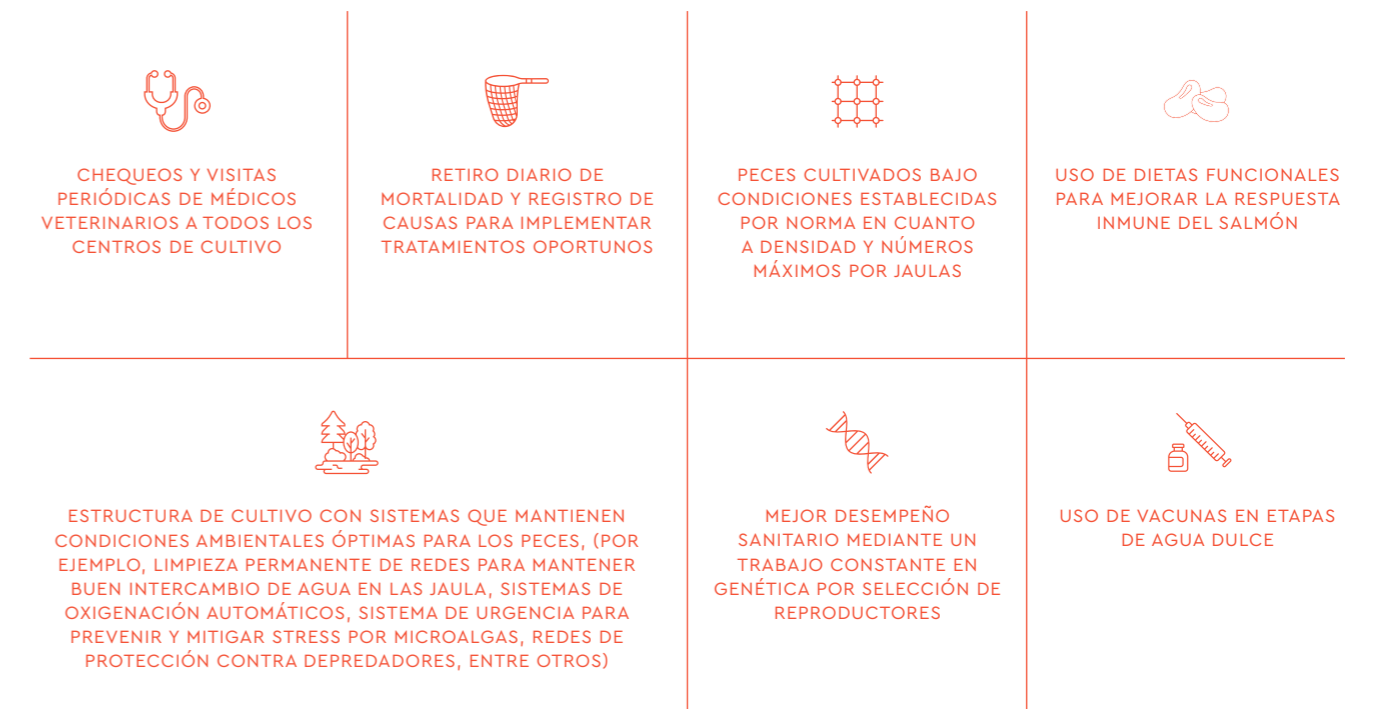 CHEQUEOS Y VISITAS
PERIÓDICAS DE MÉDICOS
VETERINARIOS A TODOS LOS
CENTROS DE CULTIVO
RETIRO DIARIO DE
MORTALIDAD Y REGISTRO DE
CAUSAS PARA IMPLEMENTAR
TRATAMIENTOS OPORTUNOS
PECES CULTIVADOS BAJO
CONDICIONES ESTABLECIDAS
POR NORMA EN CUANTO
A DENSIDAD Y NÚMEROS
MÁXIMOS POR JAULAS
USO DE DIETAS FUNCIONALES
PARA MEJORAR LA RESPUESTA
INMUNE DEL SALMÓN
ESTRUCTURA DE CULTIVO CON SISTEMAS QUE MANTIENEN
CONDICIONES AMBIENTALES ÓPTIMAS PARA LOS PECES, (POR
EJEMPLO, LIMPIEZA PERMANENTE DE REDES PARA MANTENER
BUEN INTERCAMBIO DE AGUA EN LAS JAULA, SISTEMAS DE
OXIGENACIÓN AUTOMÁTICOS, SISTEMA DE URGENCIA PARA
PREVENIR Y MITIGAR STRESS POR MICROALGAS, REDES DE
PROTECCIÓN CONTRA DEPREDADORES, ENTRE OTROS)
MEJOR DESEMPEÑO
SANITARIO MEDIANTE UN
TRABAJO CONSTANTE EN
GENÉTICA POR SELECCIÓN DE
REPRODUCTORES
USO DE VACUNAS EN ETAPAS
DE AGUA DULCE